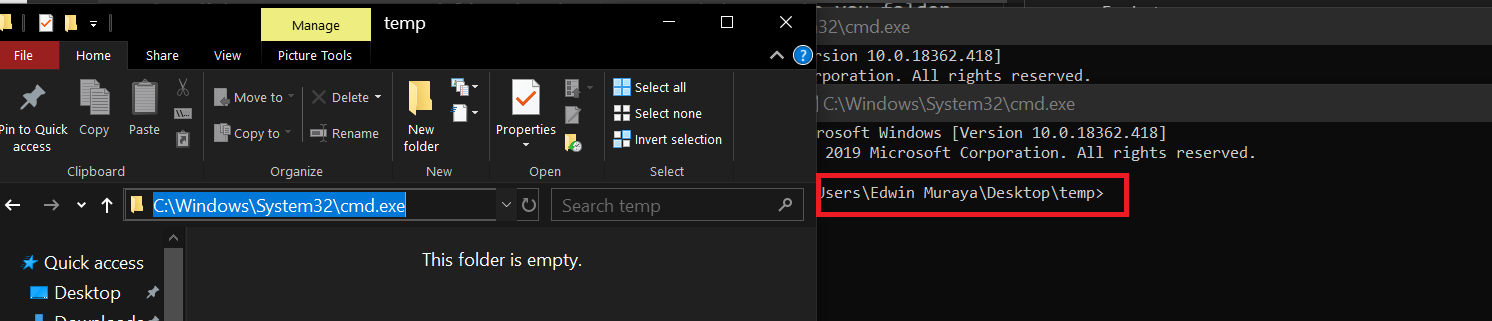 Manage
temp
File
Home
Share
View
Picture Tools
Pin to Quick access
Copy
Paste
Move to
Copy to
Delete
Rename
New folder
Properties
Select all
Select none
Invert selection
Clipboard
Organize
New
Open
Select
C:\Windows\System32\cmd.exe
Search temp
Quick access
Desktop
This folder is empty.
you folder
32\cmd.exe
ersion 10.0.18362.418]
orporation. All rights reserved.
C:\Windows\System32\cmd.exe
rosoft Windows [Version 10.0.18362.418]
2019 Microsoft Corporation. All rights reserved.
Users\Edwin Muraya\Desktop\temp>